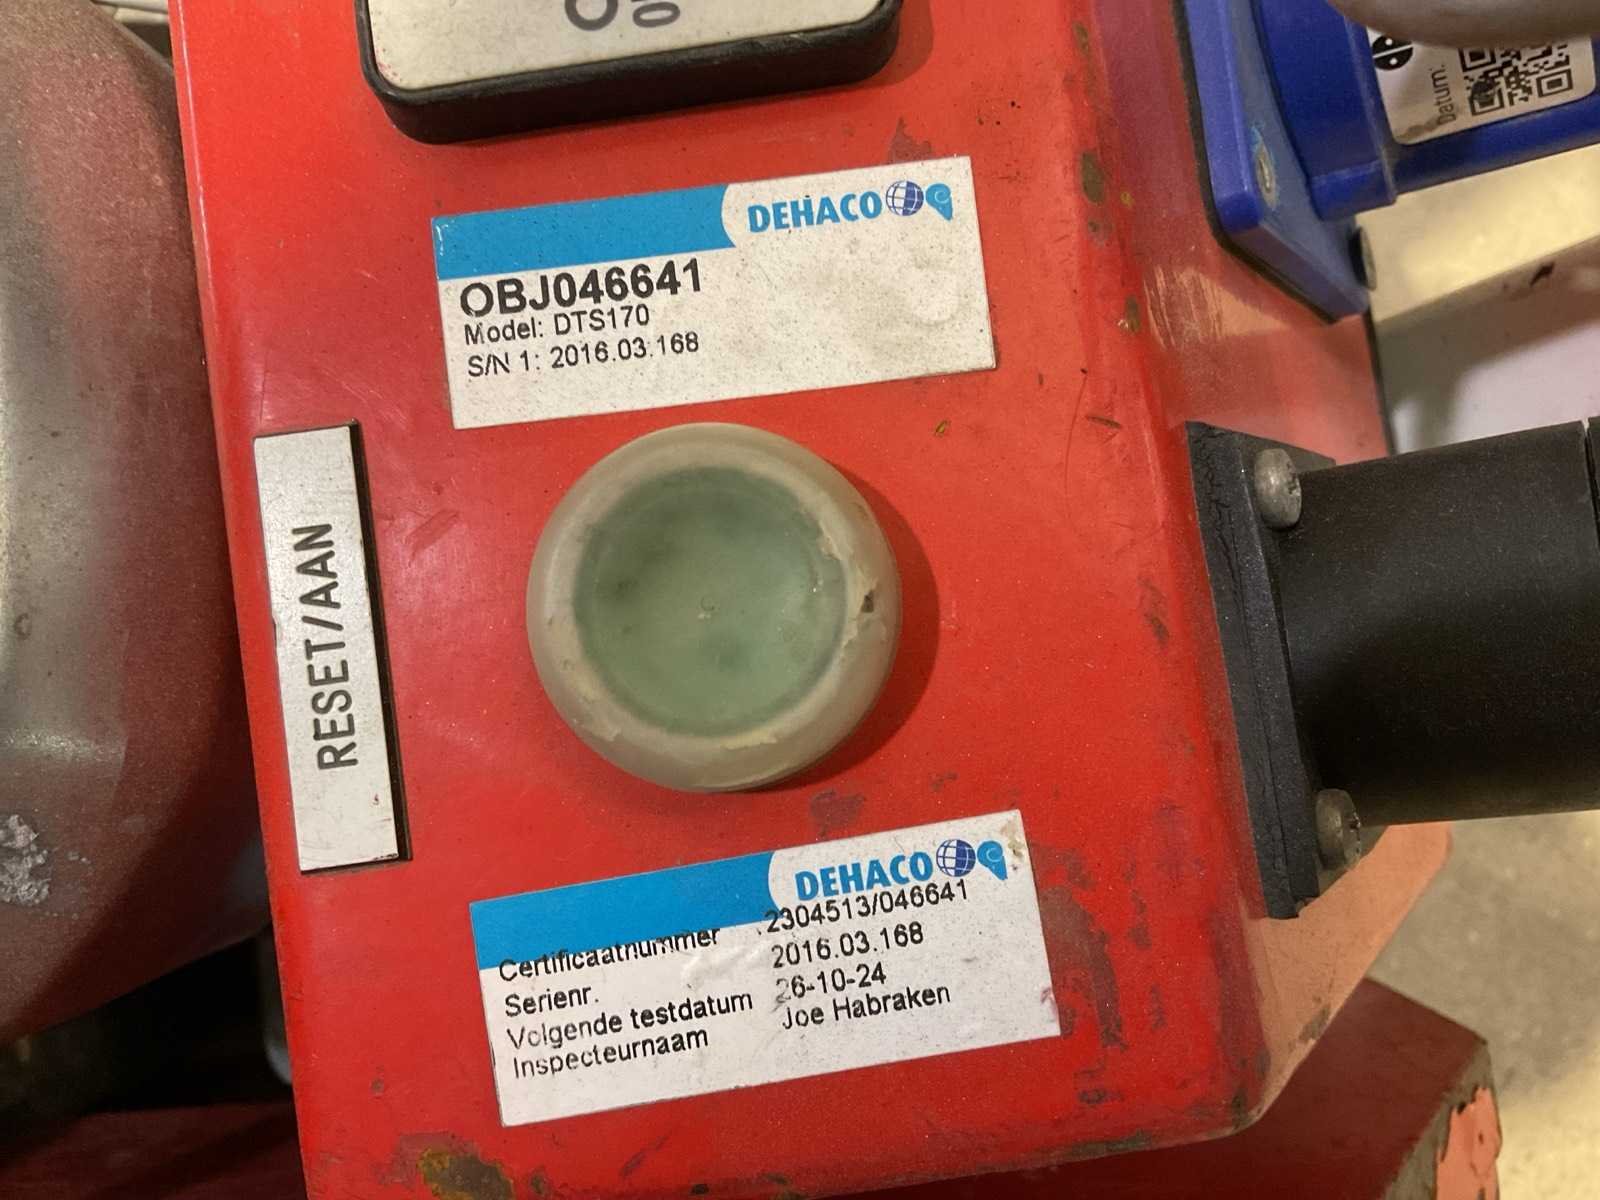 Datum:
DEHACO
OBJ046641
Model: DTS170
S/N 1: 2016.03.168
RESET/AAN
DEHACO
Certificaatnummer 2304513/046641
Serienr. 2016.03.168
Volgende testdatum 26-10-24
Inspecteurnaam Joe Habraken